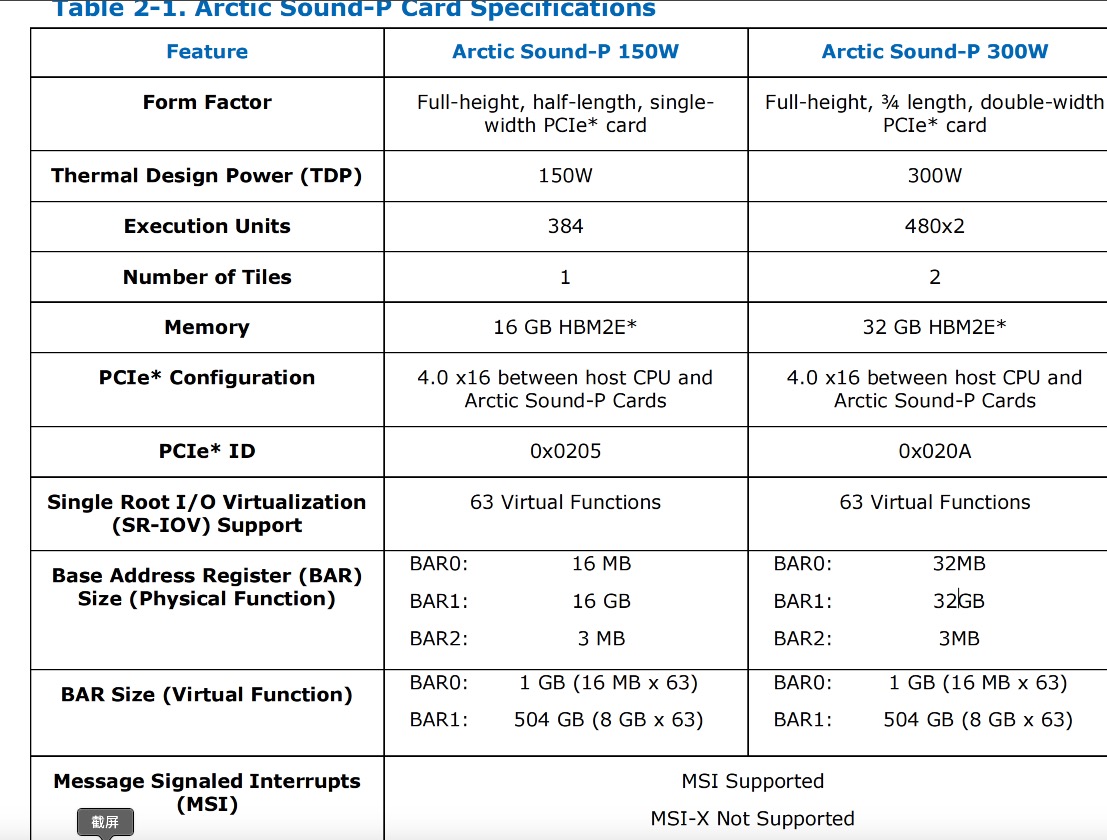 Table 2-1. Arctic Sound-P Card Specifications
Feature
Arctic Sound-P 150W
Arctic Sound-P 300W
Form Factor
Full-height, half-length, single-
width PCIe* card
Full-height, ¾ length, double-width
PCIe* card
Thermal Design Power (TDP)
150W
300W
Execution Units
384
480x2
Number of Tiles
1
2
Memory
16 GB HBM2E*
32 GB HBM2E*
PCIe* Configuration
4.0 x16 between host CPU and
Arctic Sound-P Cards
4.0 x16 between host CPU and
Arctic Sound-P Cards
PCIe* ID
0x0205
0x020A
Single Root I/O Virtualization
(SR-IOV) Support
63 Virtual Functions
63 Virtual Functions
Base Address Register (BAR)
Size (Physical Function)
BAR0: 16 MB
BAR1: 16 GB
BAR2: 3 MB
BAR0: 32MB
BAR1: 32GB
BAR2: 3MB
BAR Size (Virtual Function)
BAR0: 1 GB (16 MB x 63)
BAR1: 504 GB (8 GB x 63)
BAR0: 1 GB (16 MB x 63)
BAR1: 504 GB (8 GB x 63)
Message Signaled Interrupts
(MSI)
MSI Supported
MSI-X Not Supported
截屏